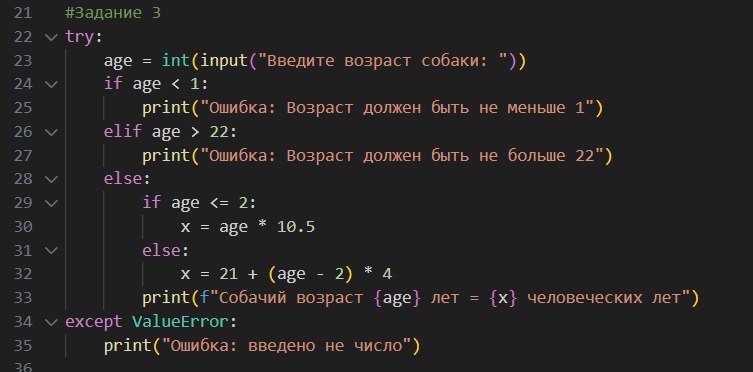 21 #Задание 3
22 try:
23     age = int(input("Введите возраст собаки: "))
24     if age < 1:
25         print("Ошибка: Возраст должен быть не меньше 1")
26     elif age > 22:
27         print("Ошибка: Возраст должен быть не больше 22")
28     else:
29         if age <= 2:
30             x = age * 10.5
31         else:
32             x = 21 + (age - 2) * 4
33         print(f"Собачий возраст {age} лет = {x} человеческих лет")
34 except ValueError:
35     print("Ошибка: введено не число")
36